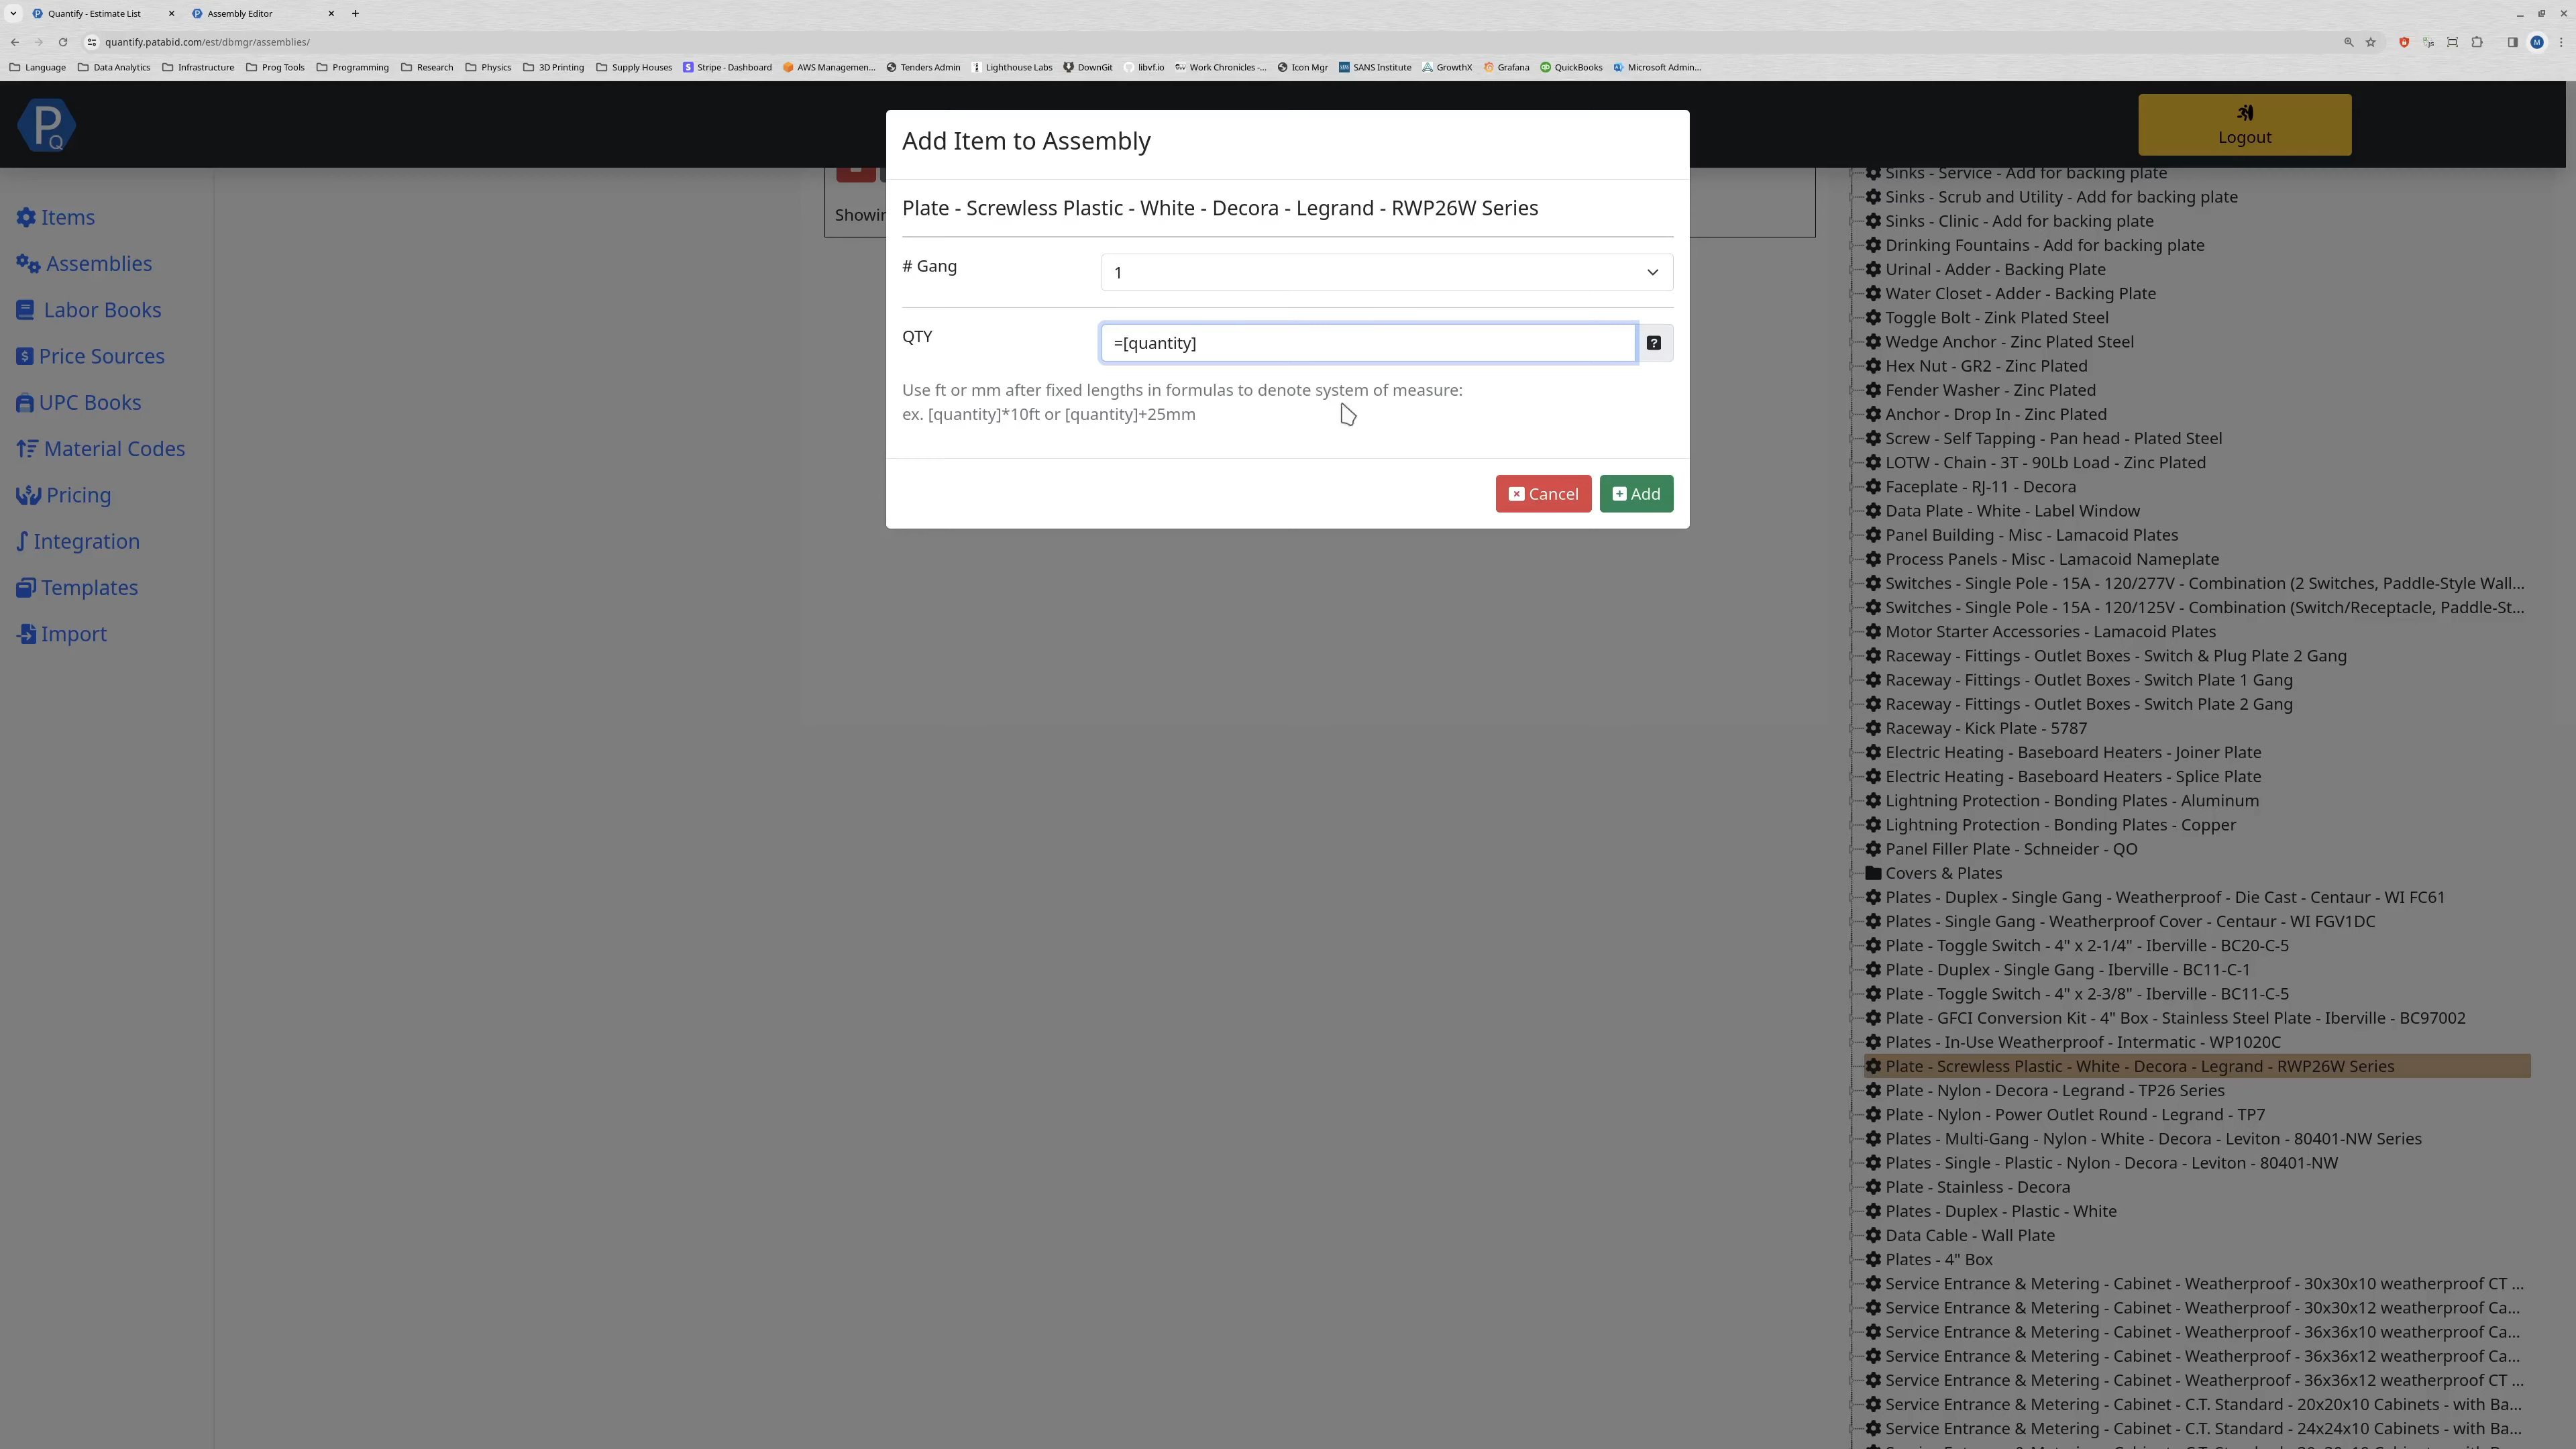 Quantify - Estimate List
Assembly Editor
quantify.patabid.com/est/dbmgr/assemblies/
Language
Data Analytics
Infrastructure
Prog Tools
Programming
Research
Physics
3D Printing
Supply Houses
Stripe - Dashboard
AWS Managemen...
Tenders Admin
Lighthouse Labs
DownGit
libvf.io
Work Chronicles -...
Icon Mgr
SANS Institute
GrowthX
Grafana
QuickBooks
Microsoft Admin...
Logout
Items
Assemblies
Labor Books
Price Sources
UPC Books
Material Codes
Pricing
Integration
Templates
Import
Add Item to Assembly
Plate - Screwless Plastic - White - Decora - Legrand - RWP26W Series
# Gang
1
QTY
=[quantity]
Use ft or mm after fixed lengths in formulas to denote system of measure:
ex. [quantity]*10ft or [quantity]+25mm
Cancel
Add
Sinks - Service - Add for backing plate
Sinks - Scrub and Utility - Add for backing plate
Sinks - Clinic - Add for backing plate
Drinking Fountains - Add for backing plate
Urinal - Adder - Backing Plate
Water Closet - Adder - Backing Plate
Toggle Bolt - Zink Plated Steel
Wedge Anchor - Zinc Plated Steel
Hex Nut - GR2 - Zinc Plated
Fender Washer - Zinc Plated
Anchor - Drop In - Zinc Plated
Screw - Self Tapping - Pan head - Plated Steel
LOTW - Chain - 3T - 90Lb Load - Zinc Plated
Faceplate - RJ-11 - Decora
Data Plate - White - Label Window
Panel Building - Misc - Lamacoid Plates
Process Panels - Misc - Lamacoid Nameplate
Switches - Single Pole - 15A - 120/277V - Combination (2 Switches, Paddle-Style Wall...
Switches - Single Pole - 15A - 120/125V - Combination (Switch/Receptacle, Paddle-St...
Motor Starter Accessories - Lamacoid Plates
Raceway - Fittings - Outlet Boxes - Switch & Plug Plate 2 Gang
Raceway - Fittings - Outlet Boxes - Switch Plate 1 Gang
Raceway - Fittings - Outlet Boxes - Switch Plate 2 Gang
Raceway - Kick Plate - 5787
Electric Heating - Baseboard Heaters - Joiner Plate
Electric Heating - Baseboard Heaters - Splice Plate
Lightning Protection - Bonding Plates - Aluminum
Lightning Protection - Bonding Plates - Copper
Panel Filler Plate - Schneider - QO
Covers & Plates
Plates - Duplex - Single Gang - Weatherproof - Die Cast - Centaur - WI FC61
Plates - Single Gang - Weatherproof Cover - Centaur - WI FGV1DC
Plate - Toggle Switch - 4" x 2-1/4" - Iberville - BC20-C-5
Plate - Duplex - Single Gang - Iberville - BC11-C-1
Plate - Toggle Switch - 4" x 2-3/8" - Iberville - BC11-C-5
Plate - GFCI Conversion Kit - 4" Box - Stainless Steel Plate - Iberville - BC97002
Plates - In-Use Weatherproof - Intermatic - WP1020C
Plate - Screwless Plastic - White - Decora - Legrand - RWP26W Series
Plate - Nylon - Decora - Legrand - TP26 Series
Plate - Nylon - Power Outlet Round - Legrand - TP7
Plates - Multi-Gang - Nylon - White - Decora - Leviton - 80401-NW Series
Plates - Single - Plastic - Nylon - Decora - Leviton - 80401-NW
Plate - Stainless - Decora
Plates - Duplex - Plastic - White
Data Cable - Wall Plate
Plates - 4" Box
Service Entrance & Metering - Cabinet - Weatherproof - 30x30x10 weatherproof CT ...
Service Entrance & Metering - Cabinet - Weatherproof - 30x30x12 weatherproof Ca...
Service Entrance & Metering - Cabinet - Weatherproof - 36x36x10 weatherproof Ca...
Service Entrance & Metering - Cabinet - Weatherproof - 36x36x12 weatherproof Ca...
Service Entrance & Metering - Cabinet - Weatherproof - 36x36x12 weatherproof CT ...
Service Entrance & Metering - Cabinet - C.T. Standard - 20x20x10 Cabinets - with Ba...
Service Entrance & Metering - Cabinet - C.T. Standard - 24x24x10 Cabinets - with Ba...